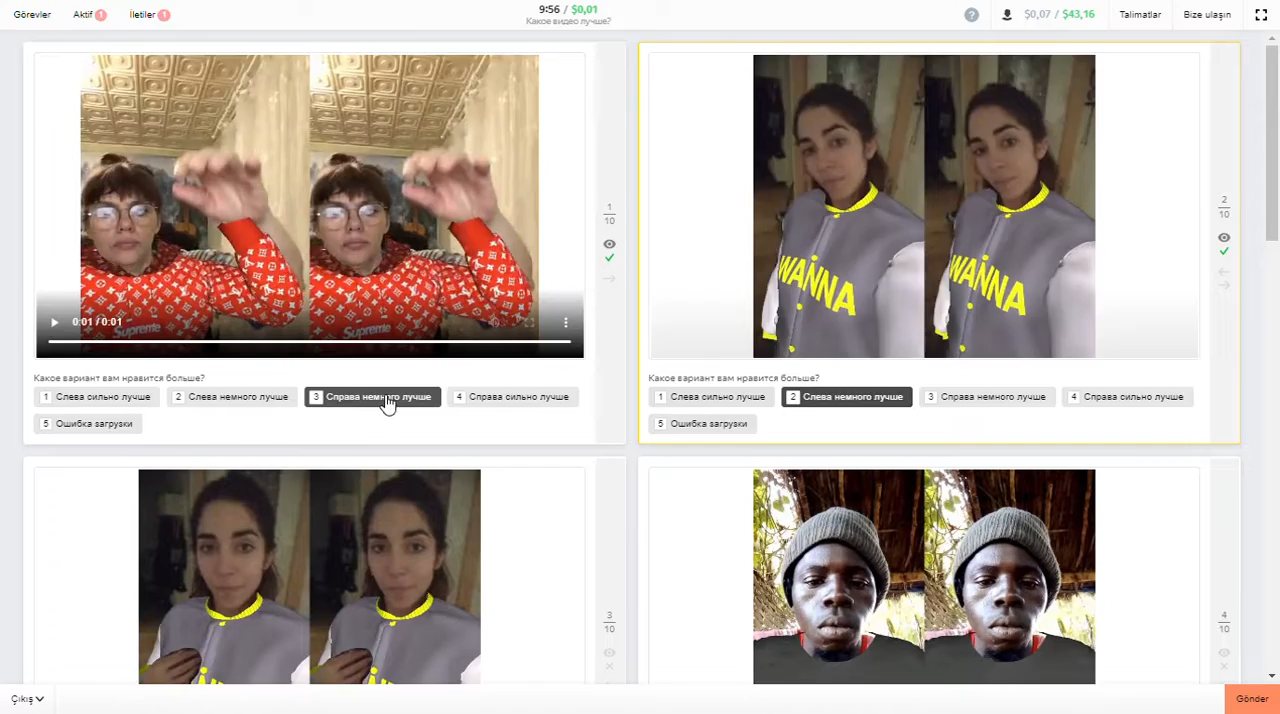 Görevler Aktif 1 İletiler 1
9:56 / $0,01
Какое видео лучше?
? $0,07 / $43,16 Talimatlar Bize ulaşın
Supreme
Supreme
0:01 / 0:01
1
10
WANNA
WANNA
2
10
Какое вариант вам нравится больше?
1 Слева сильно лучше 2 Слева немного лучше 3 Справа немного лучше 4 Справа сильно лучше
5 Ошибка загрузки
Какое вариант вам нравится больше?
1 Слева сильно лучше 2 Слева немного лучше 3 Справа немного лучше 4 Справа сильно лучше
5 Ошибка загрузки
3
10
4
10
Çıkış
Gönder